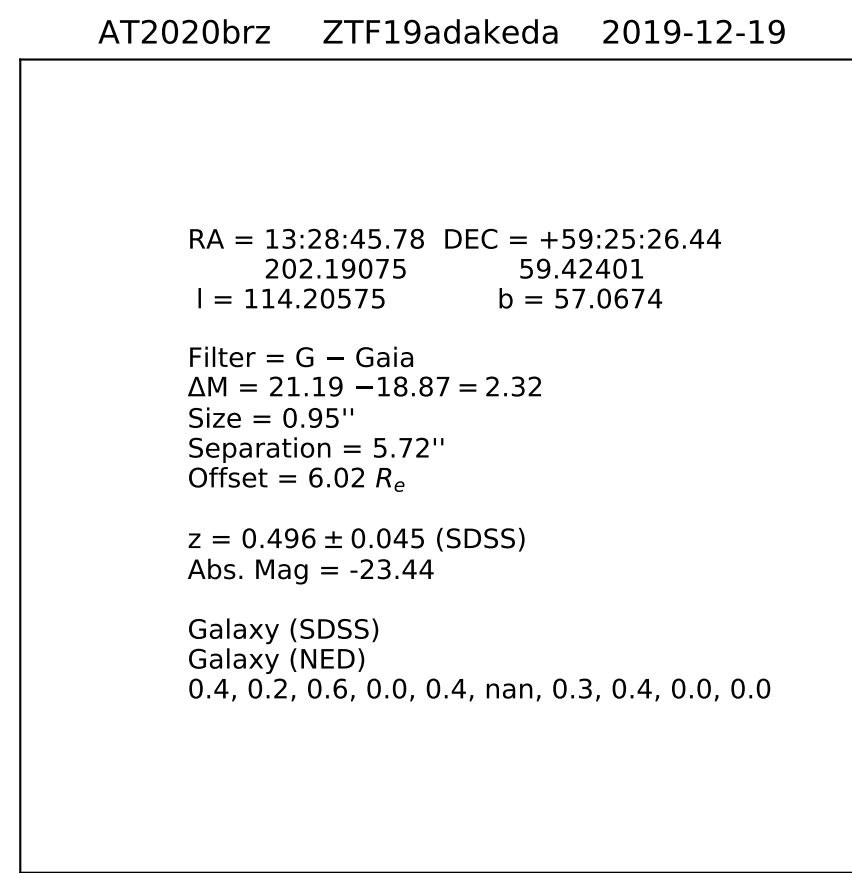 AT2020brz ZTF19adakeda 2019-12-19
RA = 13:28:45.78 DEC = +59:25:26.44
202.19075 59.42401
l = 114.20575 b = 57.0674
Filter = G − Gaia
ΔM = 21.19 −18.87 = 2.32
Size = 0.95''
Separation = 5.72''
Offset = 6.02 Re
z = 0.496 ± 0.045 (SDSS)
Abs. Mag = -23.44
Galaxy (SDSS)
Galaxy (NED)
0.4, 0.2, 0.6, 0.0, 0.4, nan, 0.3, 0.4, 0.0, 0.0